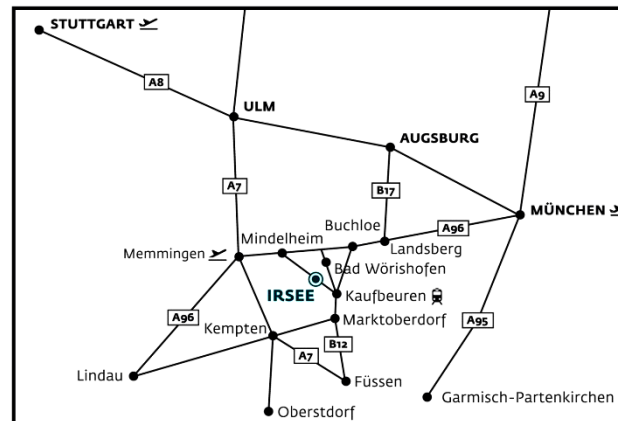 STUTTGART
A8
A9
ULM
AUGSBURG
A7
B17
MÜNCHEN
Buchloe
A96
Mindelheim
Landsberg
Memmingen
Bad Wörishofen
IRSEE
Kaufbeuren
A96
Kempten
Marktoberdorf
A95
B12
A7
Lindau
Füssen
Garmisch-Partenkirchen
Oberstdorf